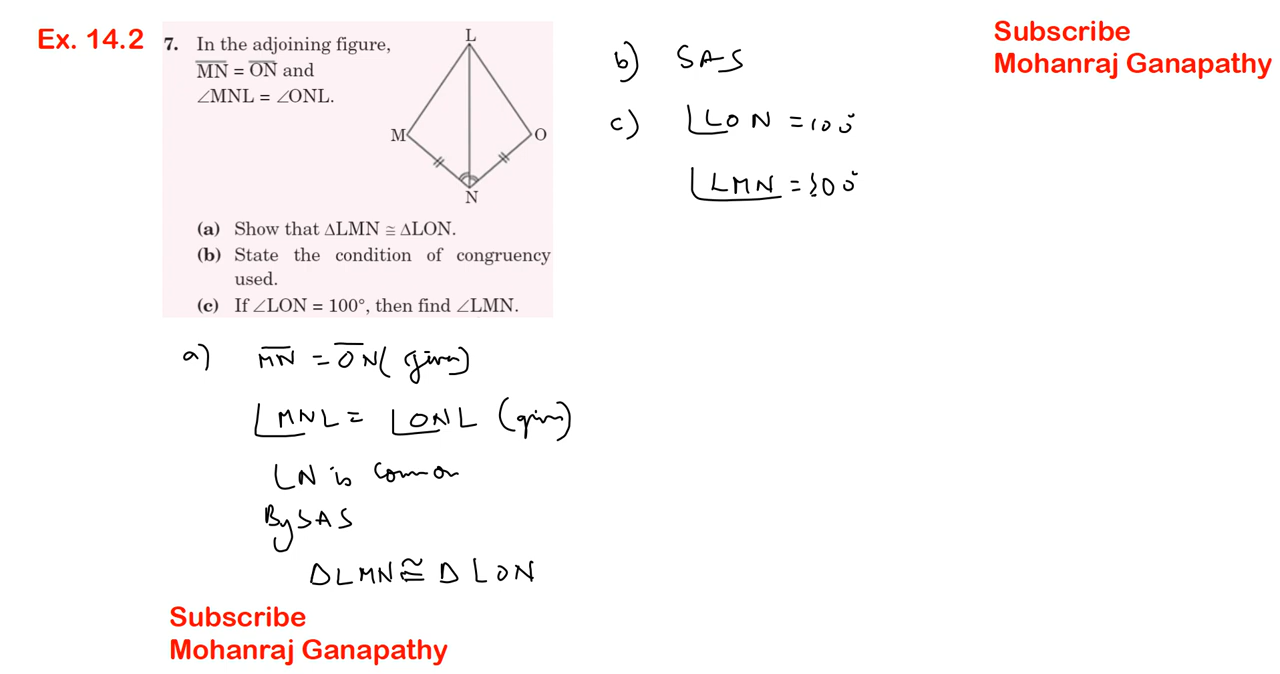 Ex. 14.2
7. In the adjoining figure,
MN = ON and
∠MNL = ∠ONL.
L
M
O
N
(a) Show that ΔLMN ≅ ΔLON.
(b) State the condition of congruency
used.
(c) If ∠LON = 100°, then find ∠LMN.
a) MN = ON (given)
∠MNL = ∠ONL (given)
LN is common
By SAS
ΔLMN ≅ ΔLON
b) SAS
c) ∠LON = 100°
∠LMN = 100°
Subscribe
Mohanraj Ganapathy
Subscribe
Mohanraj Ganapathy